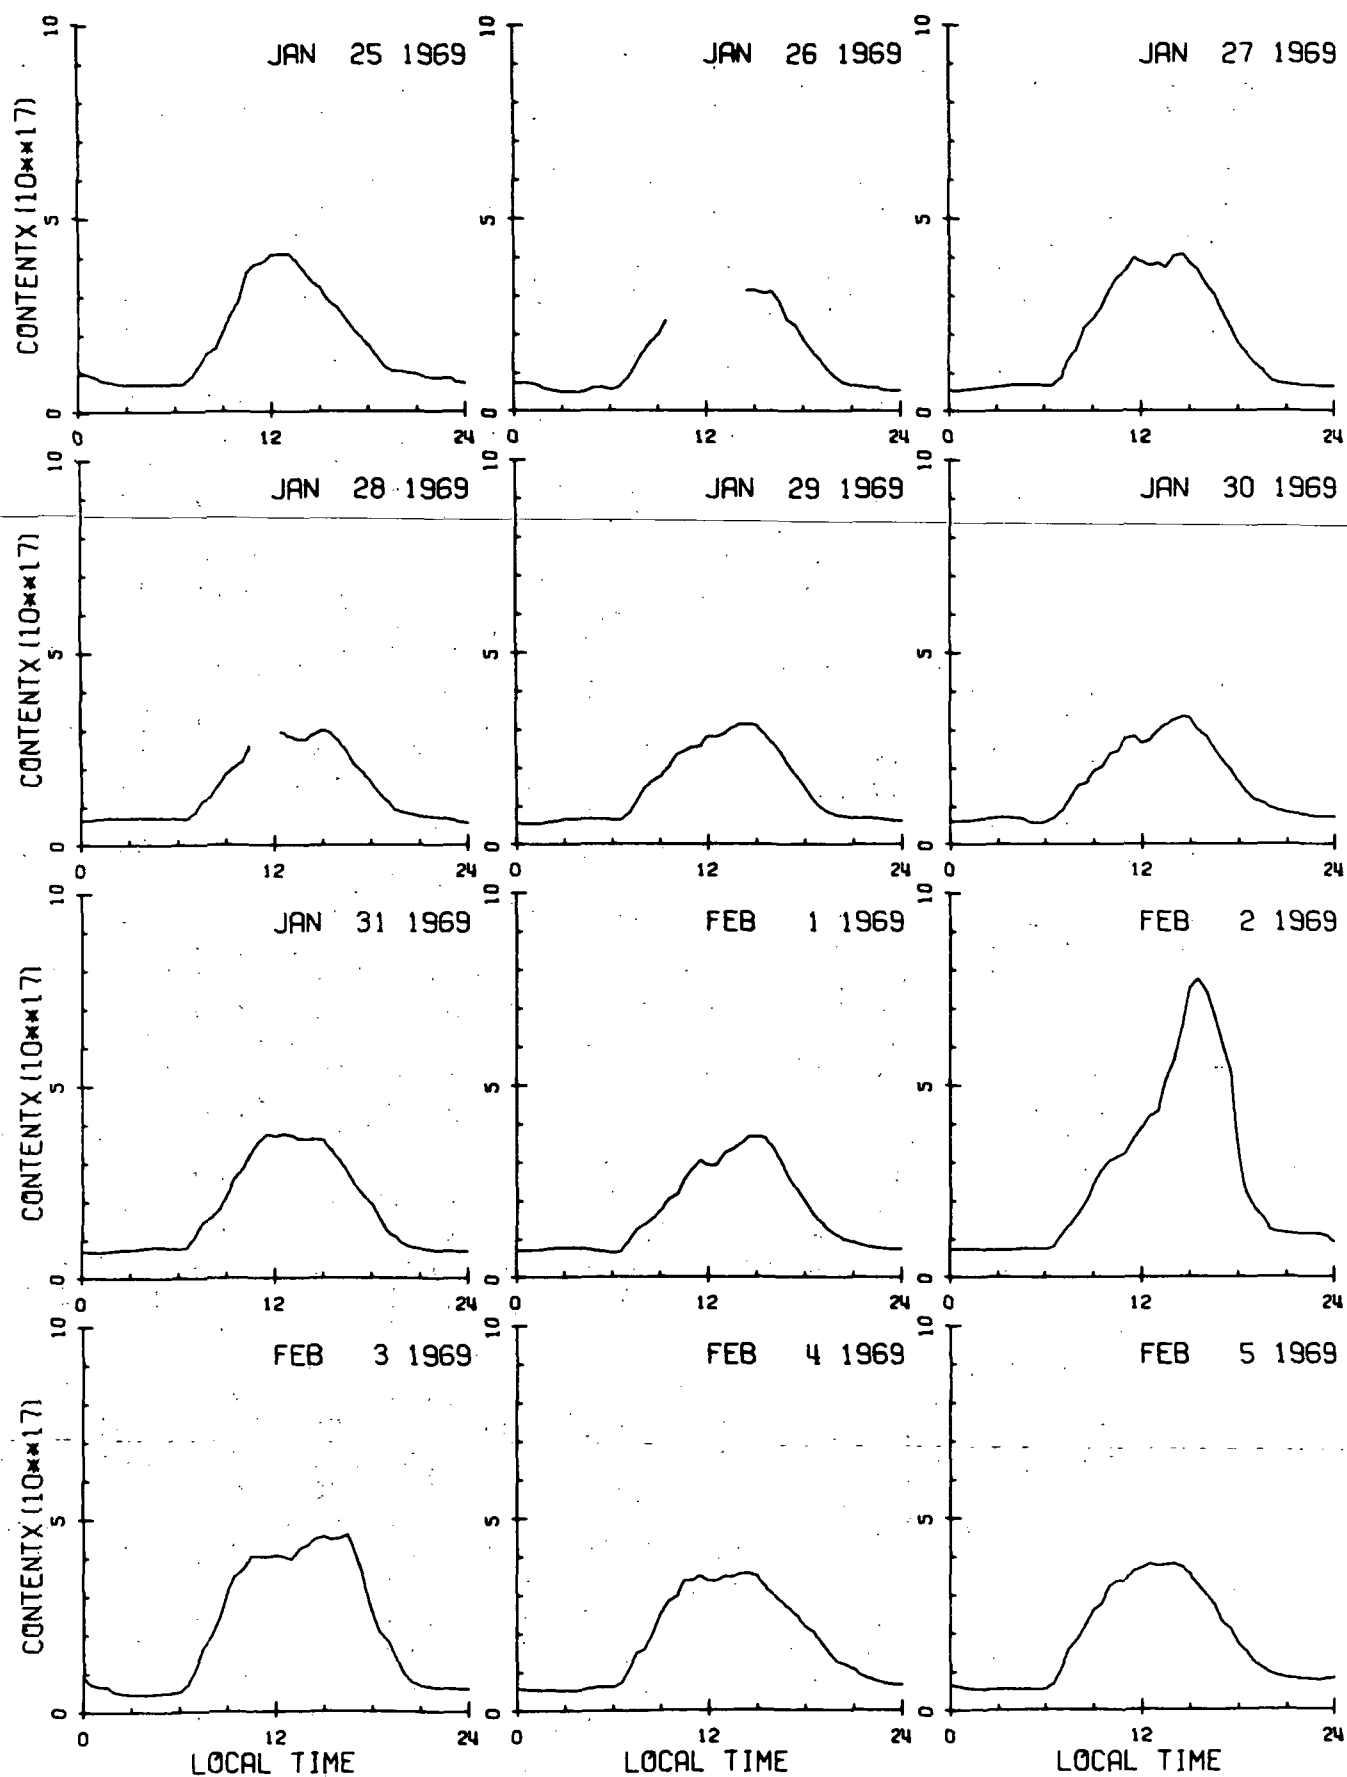 JAN 25 1969
JAN 26 1969
JAN 27 1969
CONTENTX (10**17)
10
5
0
0 12 24
10
5
0
0 12 24
10
5
0
0 12 24
JAN 28 1969
JAN 29 1969
JAN 30 1969
CONTENTX (10**17)
10
5
0
0 12 24
10
5
0
0 12 24
10
5
0
0 12 24
JAN 31 1969
FEB 1 1969
FEB 2 1969
CONTENTX (10**17)
10
5
0
0 12 24
10
5
0
0 12 24
10
5
0
0 12 24
FEB 3 1969
FEB 4 1969
FEB 5 1969
CONTENTX (10**17)
10
5
0
0 12 24
10
5
0
0 12 24
10
5
0
0 12 24
LOCAL TIME
LOCAL TIME
LOCAL TIME